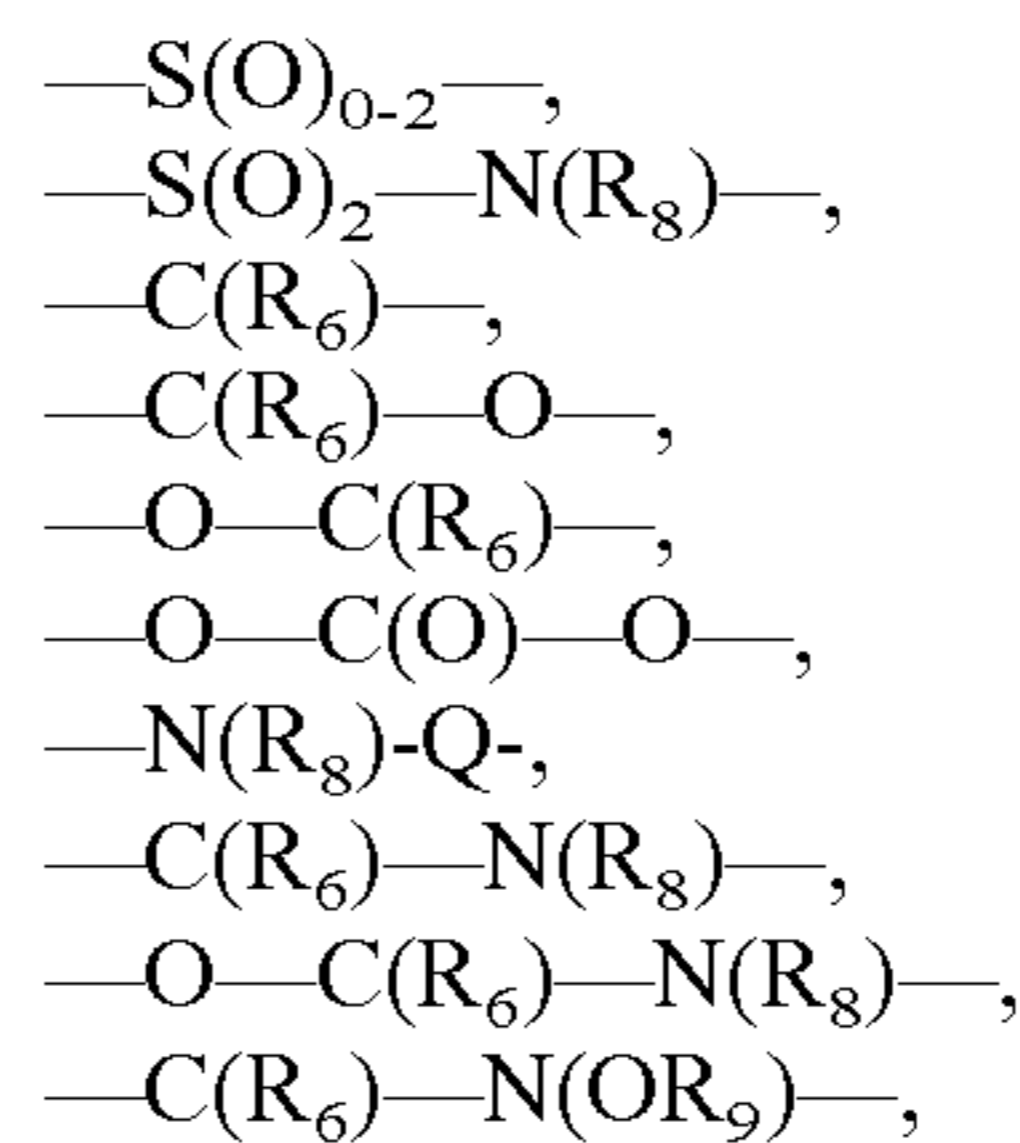 —S(O)₀₋₂—,
—S(O)₂—N(R₈)—,
—C(R₆)—,
—C(R₆)—O—,
—O—C(R₆)—,
—O—C(O)—O—,
—N(R₈)-Q-,
—C(R₆)—N(R₈)—,
—O—C(R₆)—N(R₈)—,
—C(R₆)—N(OR₉)—,